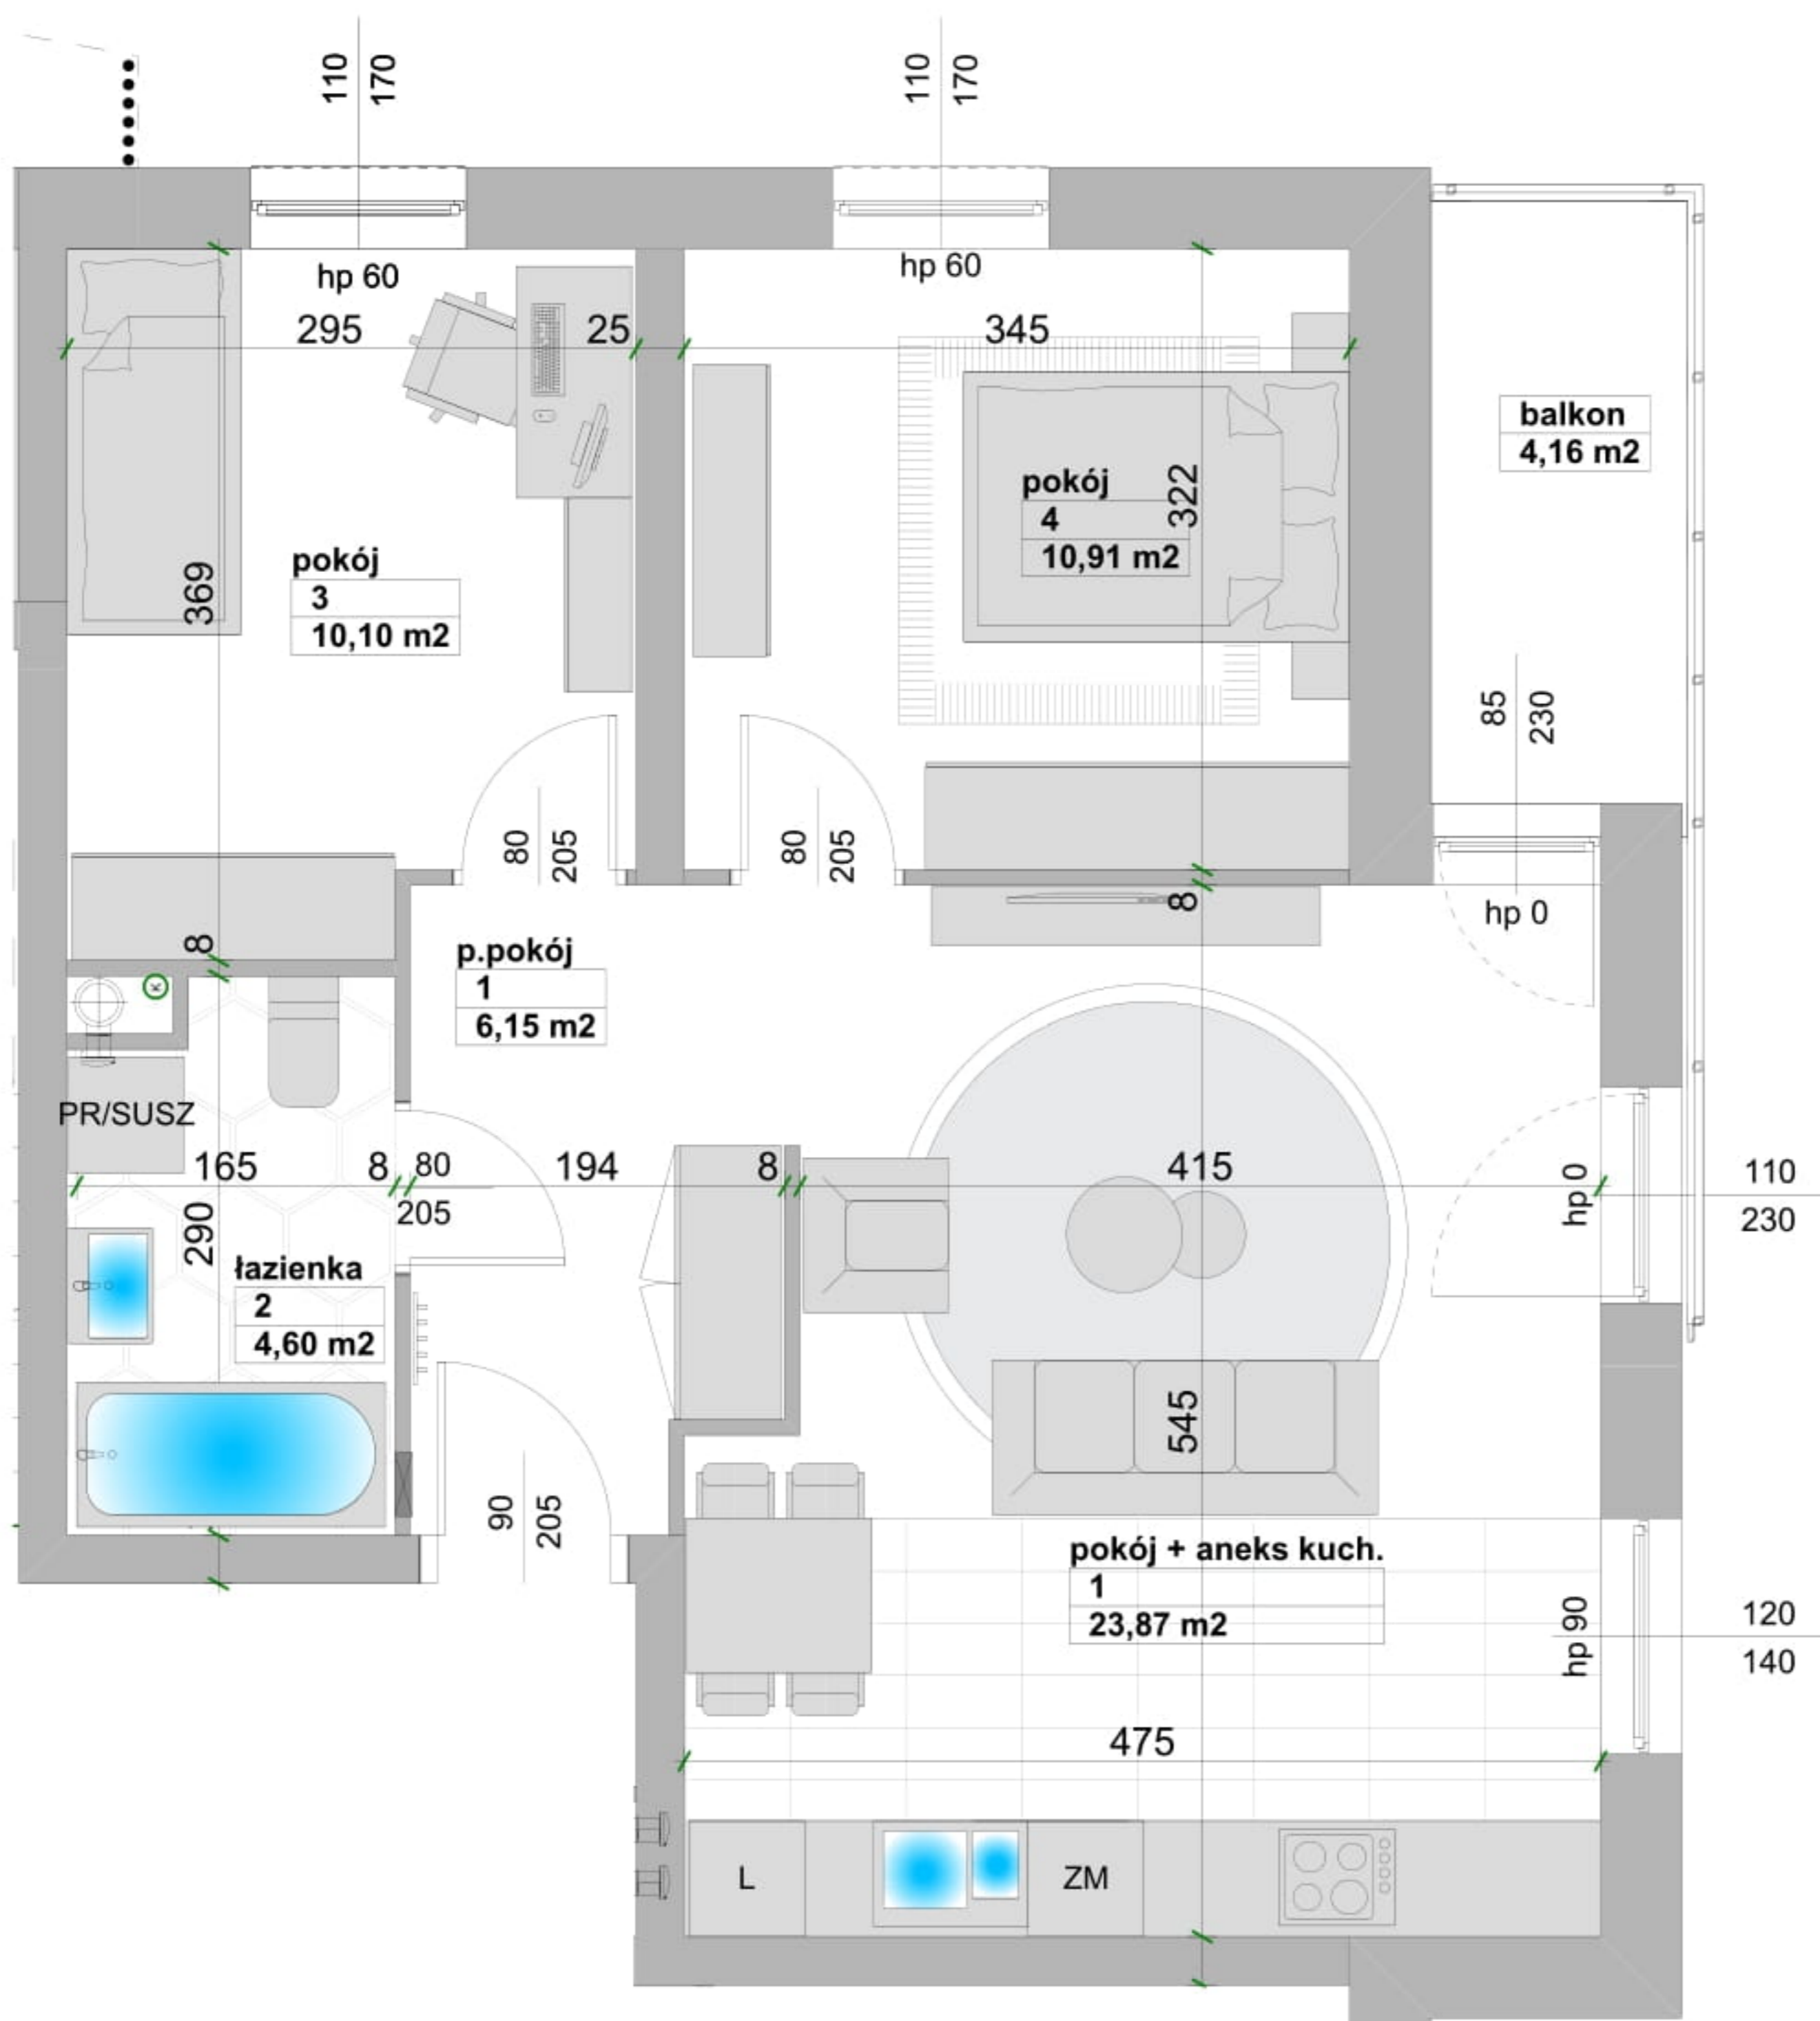 110
170
110
170
hp 60
hp 60
295
25
345
balkon
4,16 m2
pokój
4
10,91 m2
322
pokój
3
10,10 m2
369
85
230
80
205
80
205
hp 0
8
8
p.pokój
1
6,15 m2
K
PR/SUSZ
165
8
80
205
194
8
415
hp 0
110
230
290
łazienka
2
4,60 m2
545
90
205
pokój + aneks kuch.
1
23,87 m2
hp 90
120
140
475
L
ZM